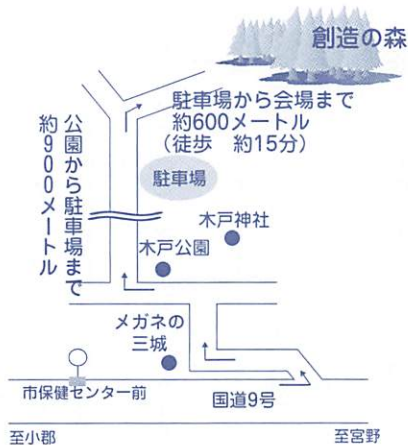 創造の森
駐車場から会場まで
約600メートル
(徒歩 約15分)
公園から駐車場まで
約900メートル
駐車場
木戸神社
木戸公園
メガネの
三城
市保健センター前
国道9号
至小郡
至宮野